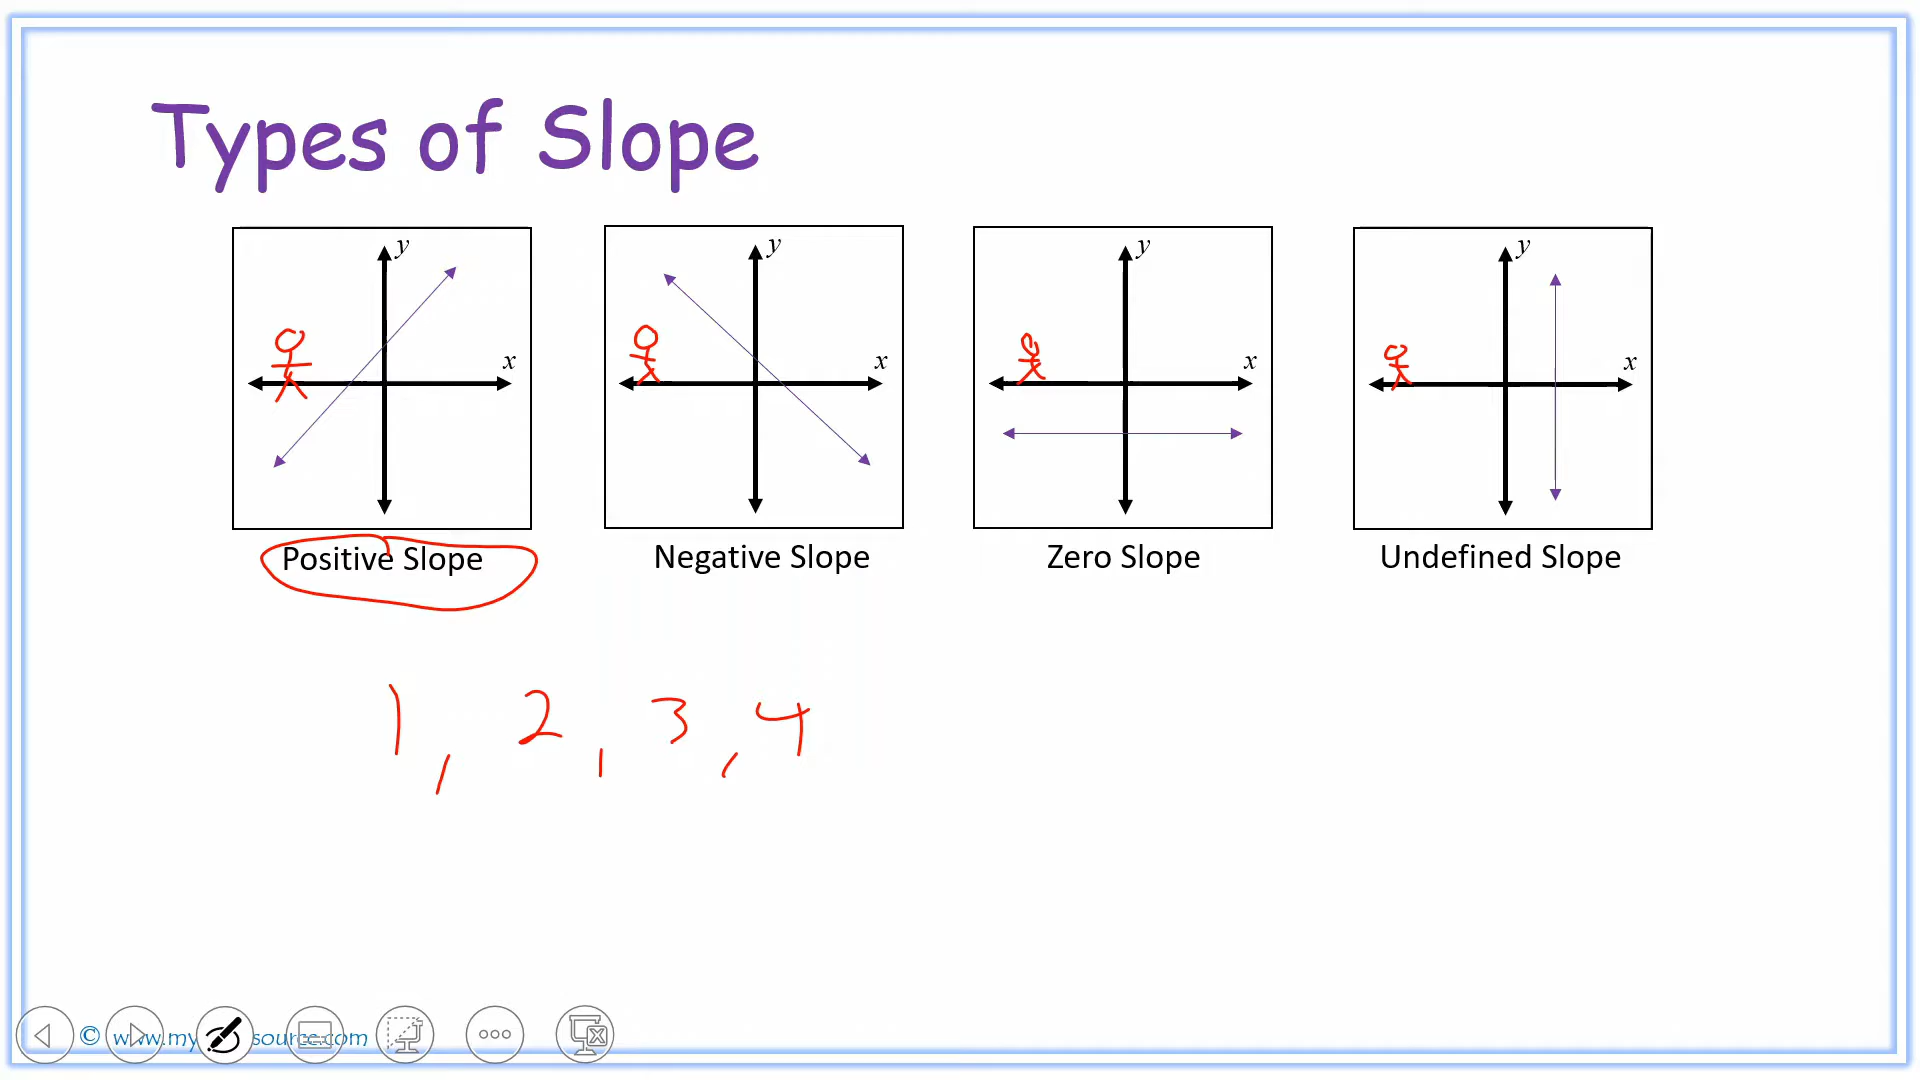 Types of Slope
y
x
y
x
y
x
y
x
Positive Slope
Negative Slope
Zero Slope
Undefined Slope
1, 2, 3, 4
©